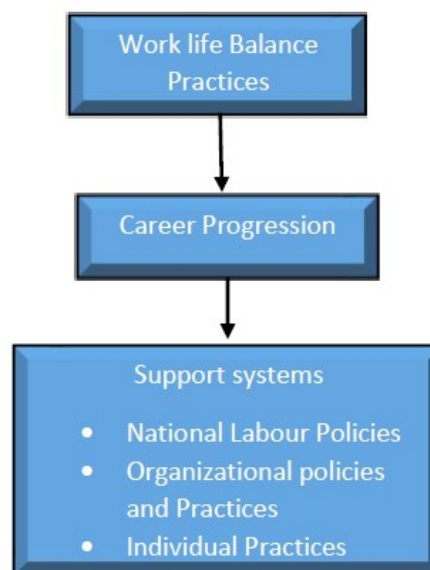 Work life Balance
Practices
Career Progression
Support systems
• National Labour Policies
• Organizational policies
and Practices
• Individual Practices